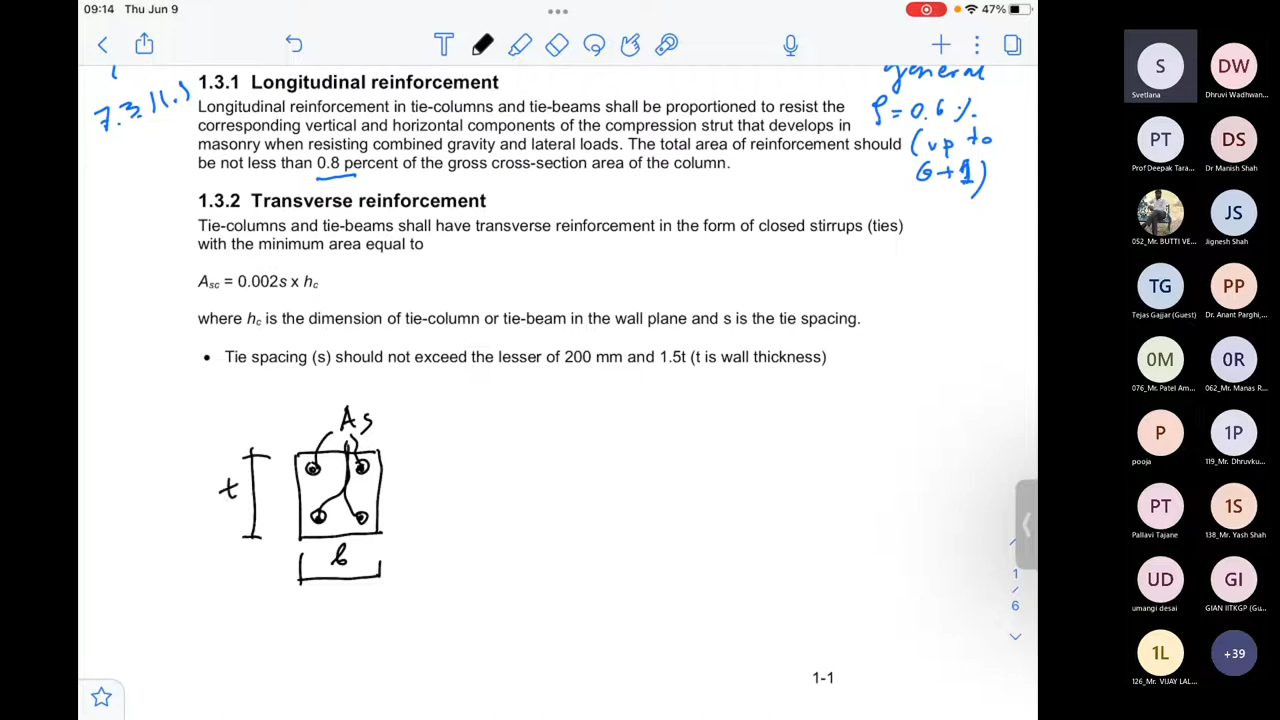 09:14 Thu Jun 9
47%
general
1.3.1 Longitudinal reinforcement
7.3.1(.)
Longitudinal reinforcement in tie-columns and tie-beams shall be proportioned to resist the
ρ = 0.6 %.
corresponding vertical and horizontal components of the compression strut that develops in
masonry when resisting combined gravity and lateral loads. The total area of reinforcement should
(up to
be not less than 0.8 percent of the gross cross-section area of the column.
G+1)
1.3.2 Transverse reinforcement
Tie-columns and tie-beams shall have transverse reinforcement in the form of closed stirrups (ties)
with the minimum area equal to
Asc = 0.002s x hc
where hc is the dimension of tie-column or tie-beam in the wall plane and s is the tie spacing.
• Tie spacing (s) should not exceed the lesser of 200 mm and 1.5t (t is wall thickness)
As
t
b
1
/
6
1-1
S
Svetlana
DW
Dhruvi Wadhwan...
PT
Prof Deepak Tara...
DS
Dr Manish Shah
052_Mr. BUTTI VE...
JS
Jignesh Shah
TG
Tejas Gajjar (Guest)
PP
Dr. Anant Parghi,...
0M
076_Mr. Patel Am...
0R
062_Mr. Manas R...
P
pooja
1P
119_Mr. Dhruvku...
PT
Pallavi Tajane
1S
138_Mr. Yash Shah
UD
umangi desai
GI
GIAN IITKGP (Gu...
1L
126_Mr. VIJAY LAL...
+39